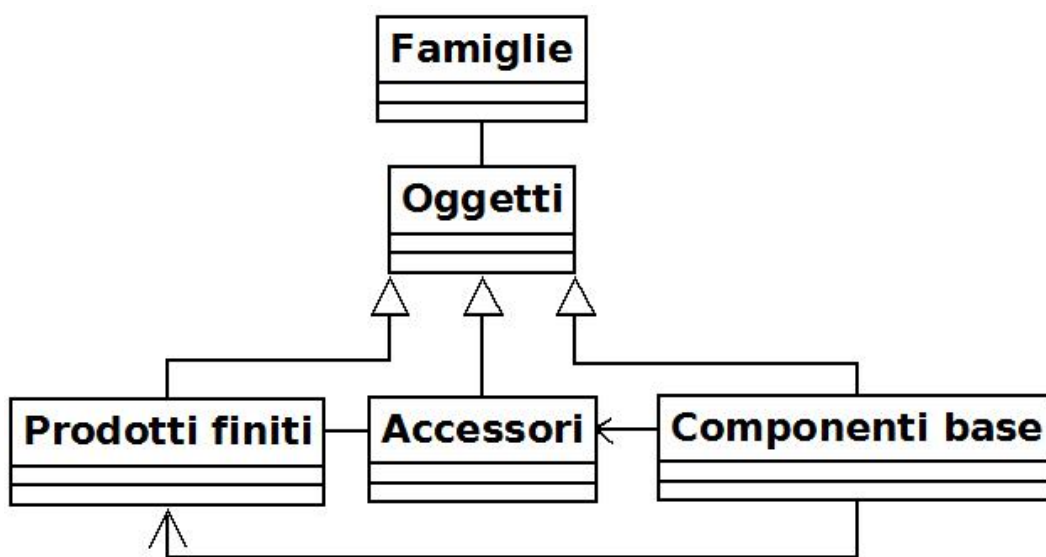 Famiglie
Oggetti
Prodotti finiti
Accessori
Componenti base